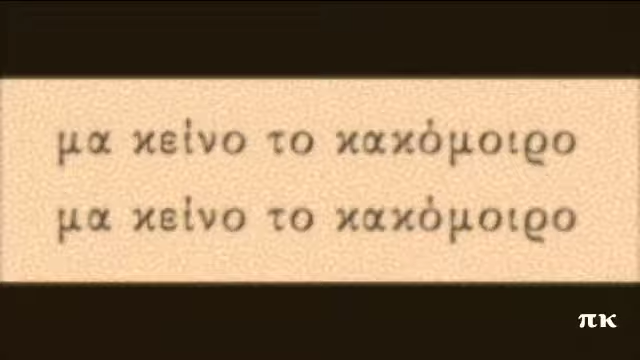 μα κείνο το κακόμοιρο
μα κείνο το κακόμοιρο
πκ